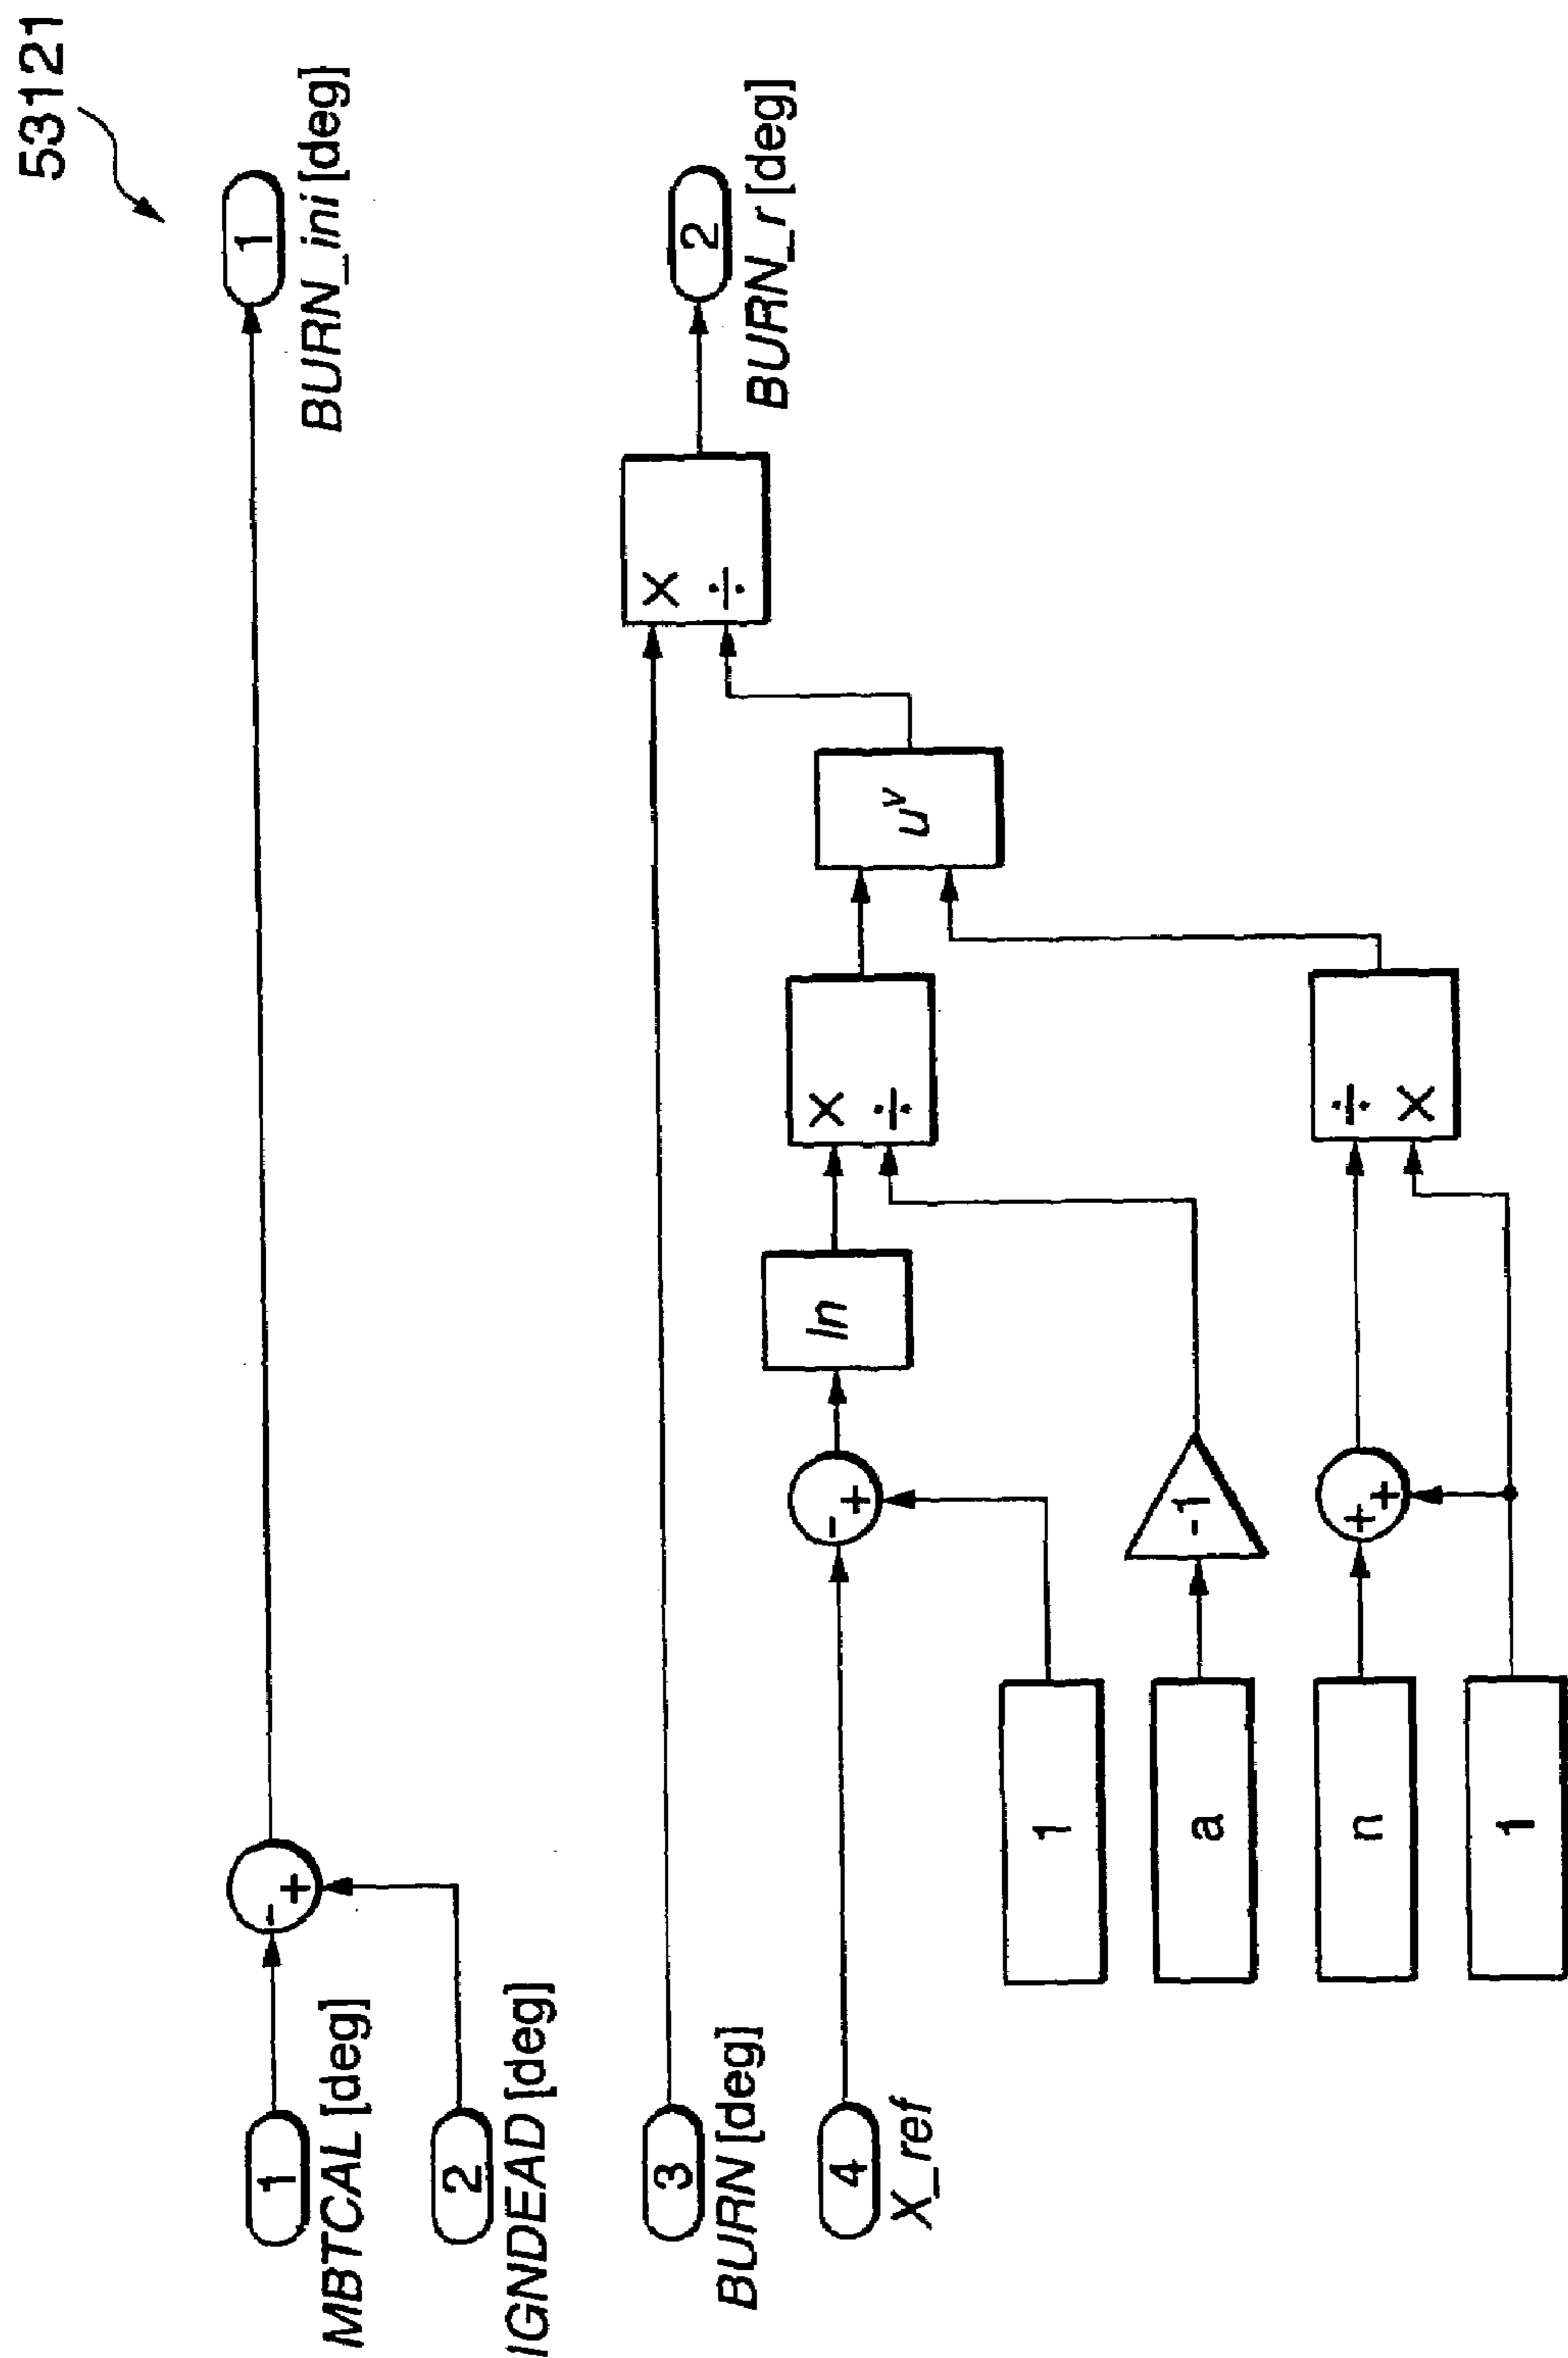 53121
1
MBTCAL [deg]
-
+
1
BURN_ini [deg]
2
IGNDEAD [deg]
3
BURN [deg]
X
÷
2
BURN_r [deg]
4
X_ref
-
+
ln
X
÷
u^v
1
a
-1
n
+
+
÷
X
1